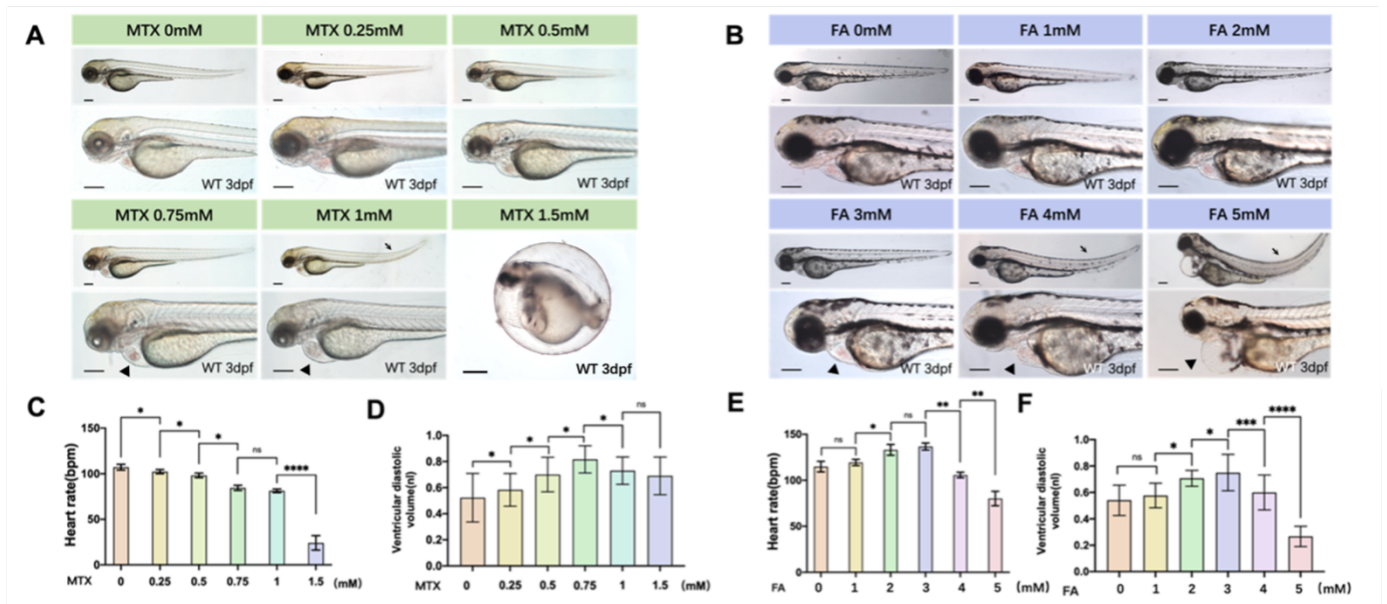 A
MTX 0mM
MTX 0.25mM
MTX 0.5mM
WT 3dpf
WT 3dpf
WT 3dpf
MTX 0.75mM
MTX 1mM
MTX 1.5mM
WT 3dpf
WT 3dpf
WT 3dpf
B
FA 0mM
FA 1mM
FA 2mM
WT 3dpf
WT 3dpf
WT 3dpf
FA 3mM
FA 4mM
FA 5mM
WT 3dpf
WT 3dpf
WT 3dpf
C
Heart rate(bpm)
150
100
50
0
* * * ns ****
MTX 0 0.25 0.5 0.75 1 1.5 (mM)
D
Ventricular diastolic
volume(nl)
1.0
0.8
0.6
0.4
0.2
0.0
* * * * ns
MTX 0 0.25 0.5 0.75 1 1.5 (mM)
E
Heart rate(bpm)
150
100
50
0
ns * ns ** **
FA 0 1 2 3 4 5 (mM)
F
Ventricular diastolic
volume(nl)
1.0
0.8
0.6
0.4
0.2
0.0
ns * * *** ****
FA 0 1 2 3 4 5 (mM)